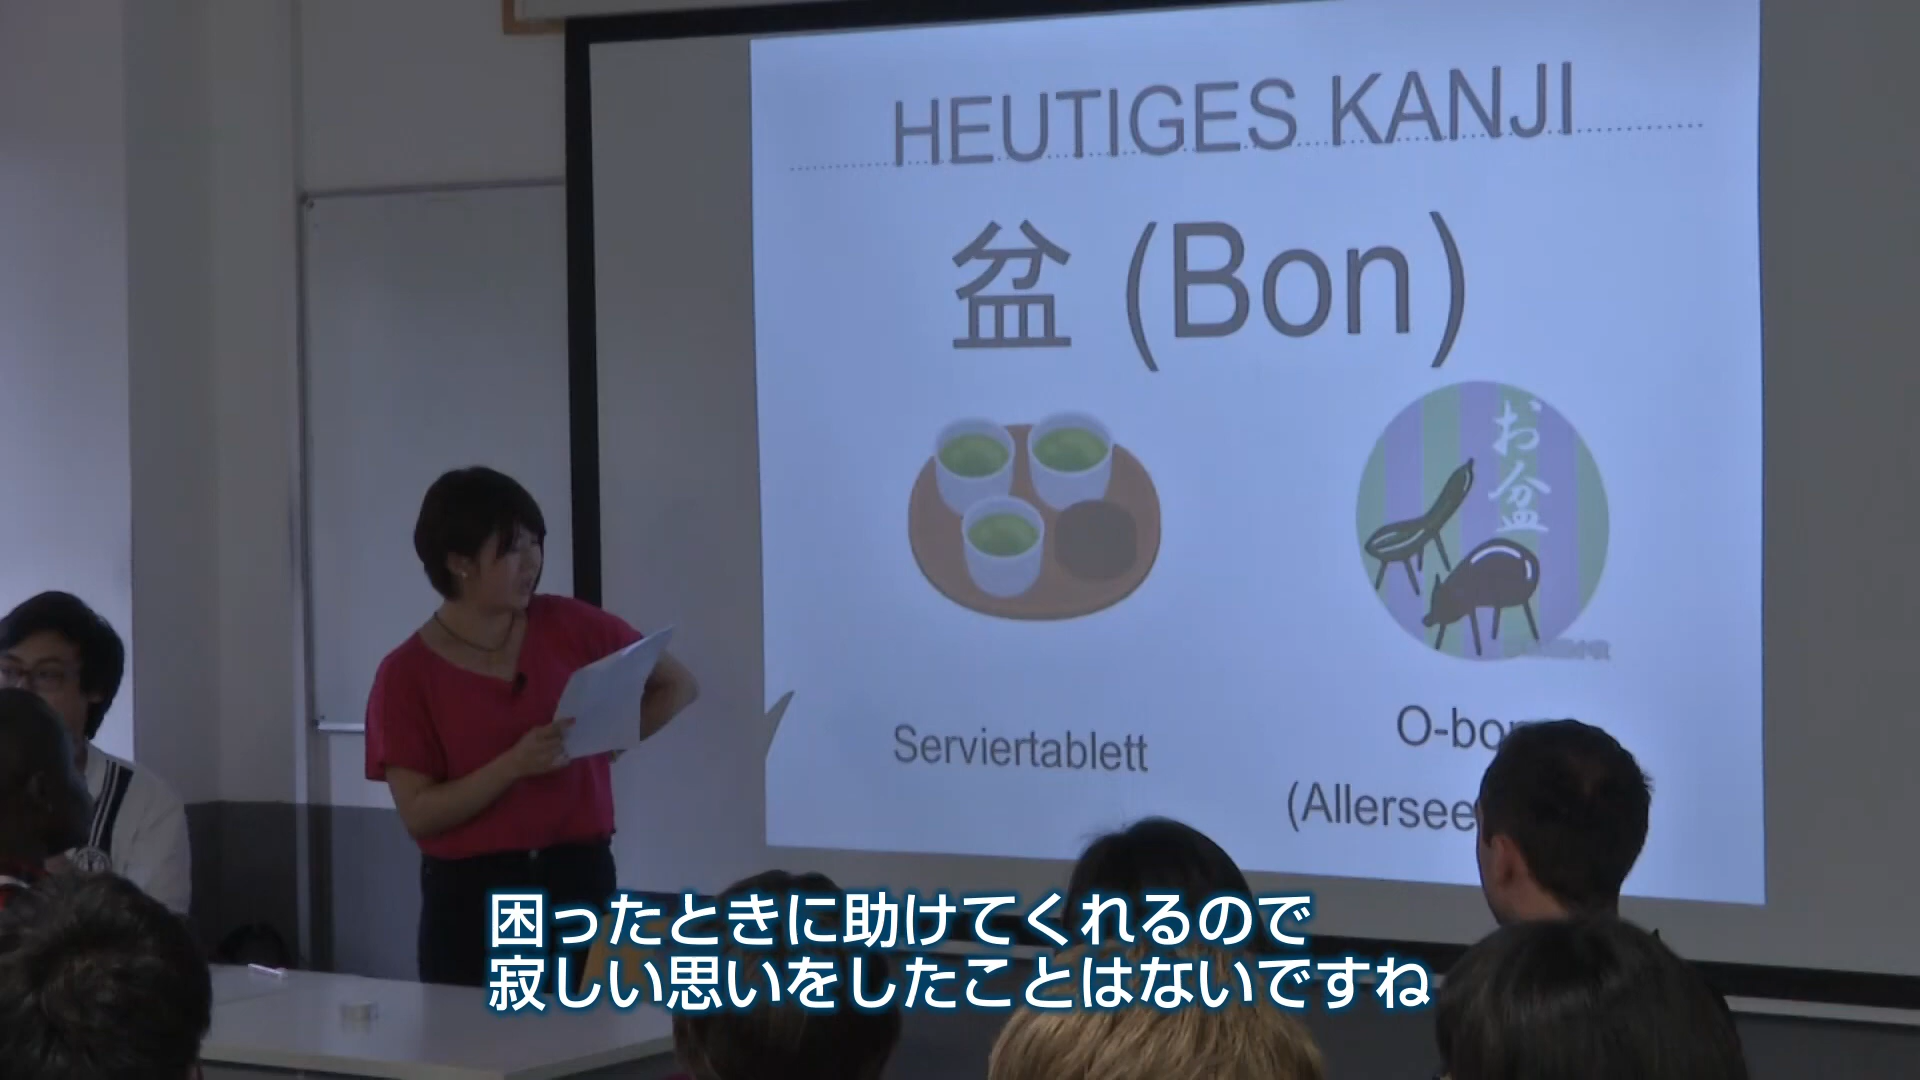 HEUTIGES KANJI
盆 (Bon)
お盆
Serviertablett
O-bon
(Allersee
困ったときに助けてくれるので
寂しい思いをしたことはないですね